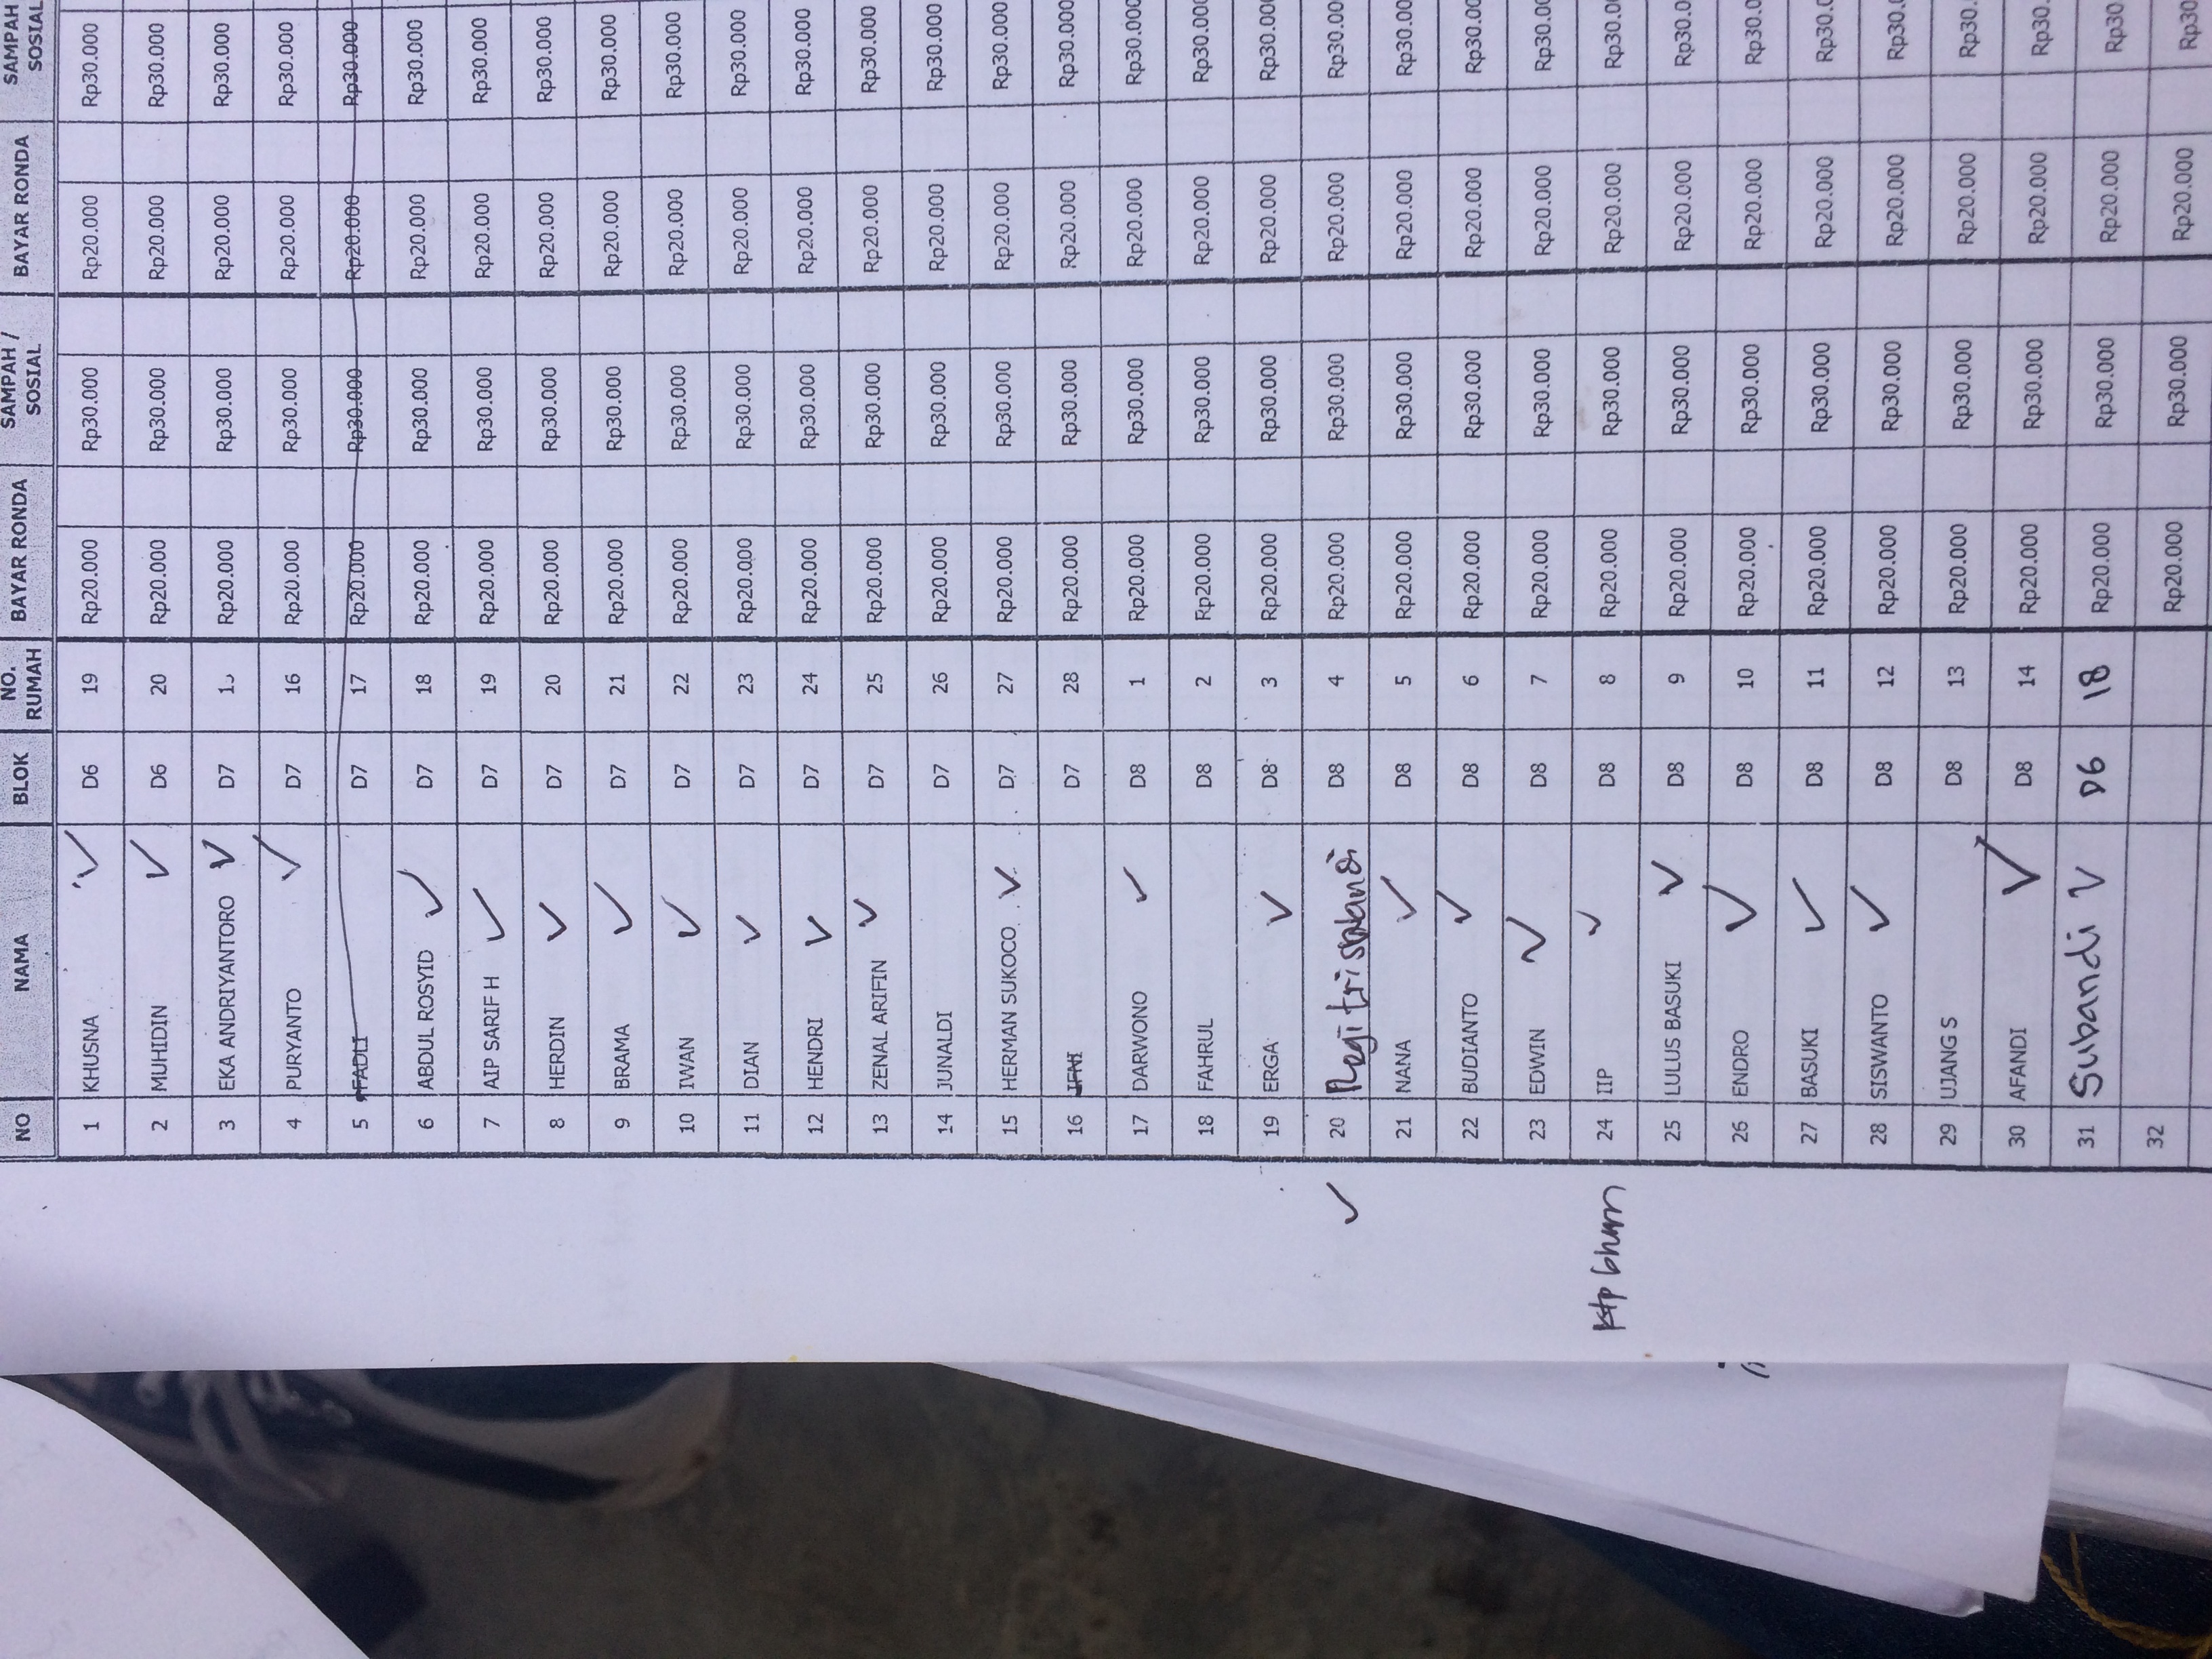 NO NAMA BLOK NO. RUMAH BAYAR RONDA SAMPAH / SOSIAL BAYAR RONDA SAMPAH SOSIAL
1 KHUSNA D6 19 Rp20.000 Rp30.000 Rp20.000 Rp30.000
2 MUHIDIN D6 20 Rp20.000 Rp30.000 Rp20.000 Rp30.000
3 EKA ANDRIYANTORO D7 Rp20.000 Rp30.000 Rp20.000 Rp30.000
4 PURYANTO D7 16 Rp20.000 Rp30.000 Rp20.000 Rp30.000
5 FADLI D7 17 Rp20.000 Rp30.000 Rp20.000 Rp30.000
6 ABDUL ROSYID D7 18 Rp20.000 Rp30.000 Rp20.000 Rp30.000
7 AIP SARIF H D7 19 Rp20.000 Rp30.000 Rp20.000 Rp30.000
8 HERDIN D7 20 Rp20.000 Rp30.000 Rp20.000 Rp30.000
9 BRAMA D7 21 Rp20.000 Rp30.000 Rp20.000 Rp30.000
10 IWAN D7 22 Rp20.000 Rp30.000 Rp20.000 Rp30.000
11 DIAN D7 23 Rp20.000 Rp30.000 Rp20.000 Rp30.000
12 HENDRI D7 24 Rp20.000 Rp30.000 Rp20.000 Rp30.000
13 ZENAL ARIFIN D7 25 Rp20.000 Rp30.000 Rp20.000 Rp30.000
14 JUNALDI D7 26 Rp20.000 Rp30.000 Rp20.000 Rp30.000
15 HERMAN SUKOCO D7 27 Rp20.000 Rp30.000 Rp20.000 Rp30.000
16 IFNI D7 28 Rp20.000 Rp30.000 Rp20.000 Rp30.000
17 DARWONO D8 1 Rp20.000 Rp30.000 Rp20.000 Rp30.000
18 FAHRUL D8 2 Rp20.000 Rp30.000 Rp20.000 Rp30.000
19 ERGA D8 3 Rp20.000 Rp30.000 Rp20.000 Rp30.00
20 Regi D8 4 Rp20.000 Rp30.000 Rp20.000 Rp30.00
21 NANA D8 5 Rp20.000 Rp30.000 Rp20.000 Rp30.00
22 BUDIANTO D8 6 Rp20.000 Rp30.000 Rp20.000 Rp30.00
23 EDWIN D8 7 Rp20.000 Rp30.000 Rp20.000 Rp30.0
Ktp 24 IIP D8 8 Rp20.000 Rp30.000 Rp20.000 Rp30.0
25 LULUS BASUKI D8 9 Rp20.000 Rp30.000 Rp20.000 Rp30.0
26 ENDRO D8 10 Rp20.000 Rp30.000 Rp20.000 Rp30.0
27 BASUKI D8 11 Rp20.000 Rp30.000 Rp20.000 Rp30.
28 SISWANTO D8 12 Rp20.000 Rp30.000 Rp20.000 Rp30.
29 UJANG S D8 13 Rp20.000 Rp30.000 Rp20.000 Rp30.
30 AFANDI D8 14 Rp20.000 Rp30.000 Rp20.000 Rp30.
31 Subandi D6 18 Rp20.000 Rp30.000 Rp20.000 Rp30
32 Rp20.000 Rp30.000 Rp20.000 Rp30